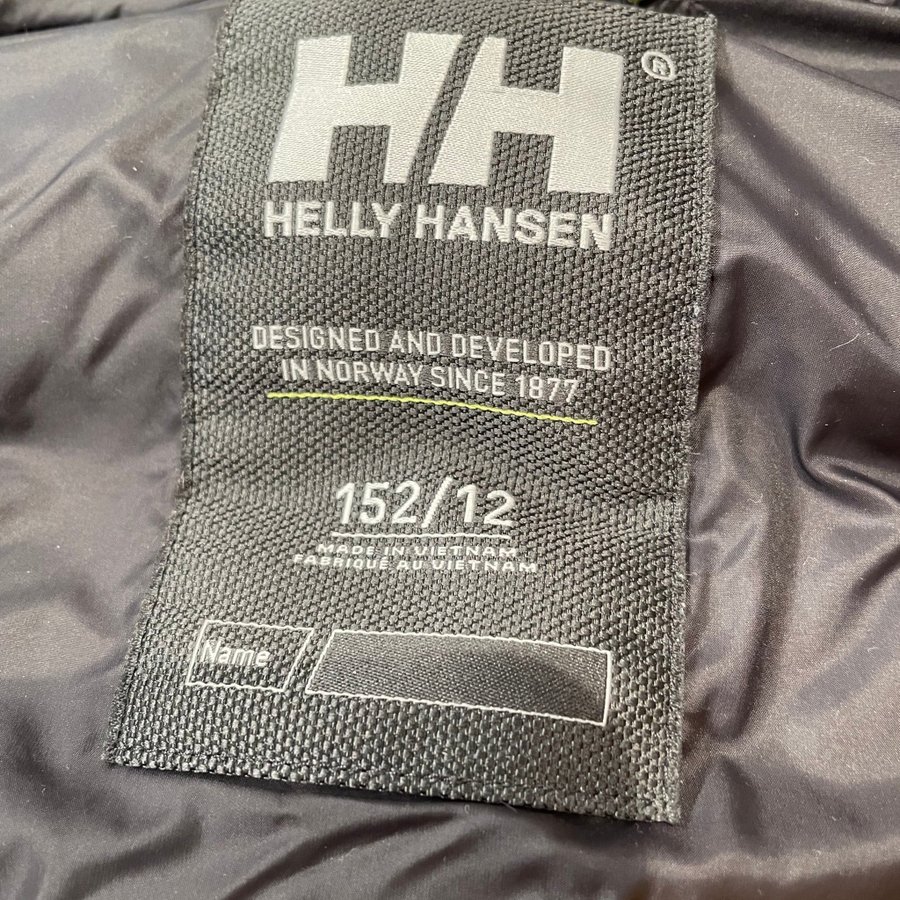 HH®
HELLY HANSEN
DESIGNED AND DEVELOPED
IN NORWAY SINCE 1877
152/12
MADE IN VIETNAM
FABRIQUÉ AU VIETNAM
Name